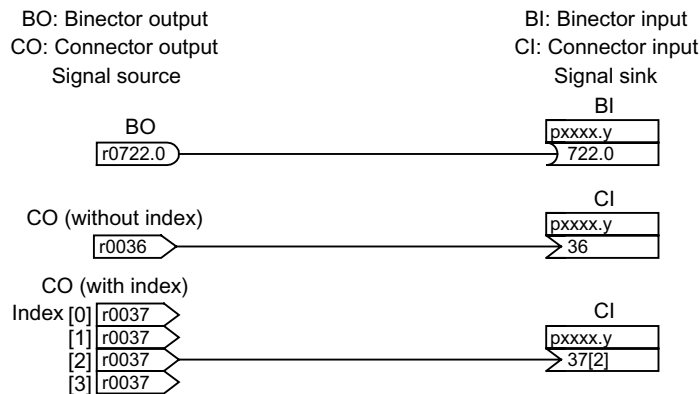 BO: Binector output
CO: Connector output
Signal source
BI: Binector input
CI: Connector input
Signal sink
BO
r0722.0
BI
pxxxx.y
722.0
CO (without index)
r0036
CI
pxxxx.y
36
CO (with index)
Index [0] r0037
[1] r0037
[2] r0037
[3] r0037
CI
pxxxx.y
37[2]